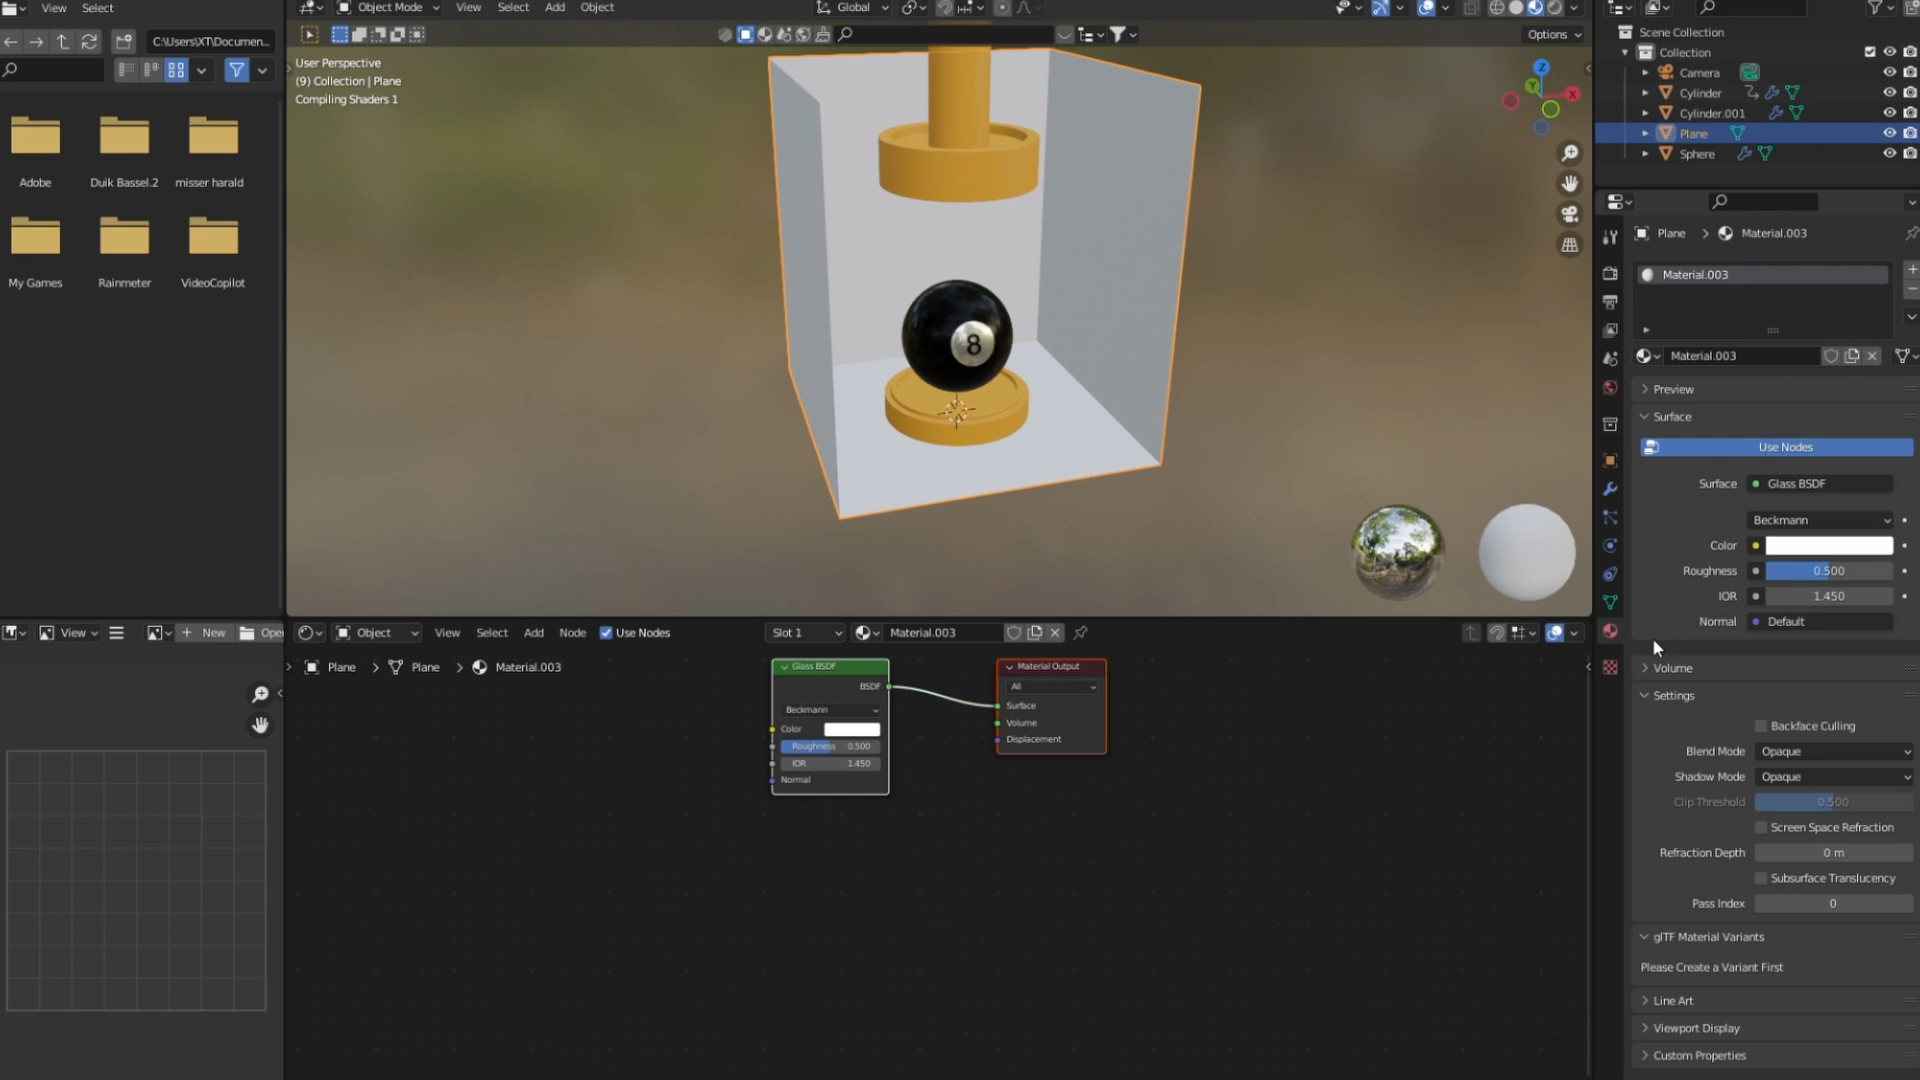 View Select
Object Mode View Select Add Object
Global
C:\Users\XT\Documen...
Options
User Perspective
(9) Collection | Plane
Compiling Shaders 1
Z
Y
X
8
Adobe
Duik Bassel.2
misser harald
My Games
Rainmeter
VideoCopilot
Scene Collection
Collection
Camera
Cylinder
Cylinder.001
Plane
Sphere
Plane > Material.003
Material.003
Material.003
Preview
Surface
Use Nodes
Surface Glass BSDF
Beckmann
Color
Roughness 0.500
IOR 1.450
Normal Default
Volume
Settings
Backface Culling
Blend Mode Opaque
Shadow Mode Opaque
Clip Threshold 0.500
Screen Space Refraction
Refraction Depth 0 m
Subsurface Translucency
Pass Index 0
glTF Material Variants
Please Create a Variant First
Line Art
Viewport Display
Custom Properties
View New Ope
Object View Select Add Node Use Nodes Slot 1 Material.003
Plane > Plane > Material.003
Glass BSDF
BSDF
Beckmann
Color
Roughness 0.500
IOR 1.450
Normal
Material Output
All
Surface
Volume
Displacement